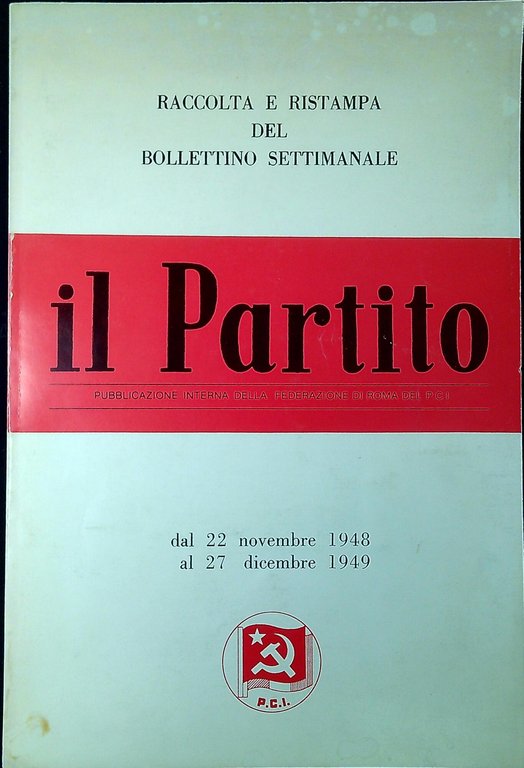 RACCOLTA E RISTAMPA
DEL
BOLLETTINO SETTIMANALE
il Partito
PUBBLICAZIONE INTERNA DELLA FEDERAZIONE DI ROMA DEL P.C.I
dal 22 novembre 1948
al 27 dicembre 1949
P.C.I.